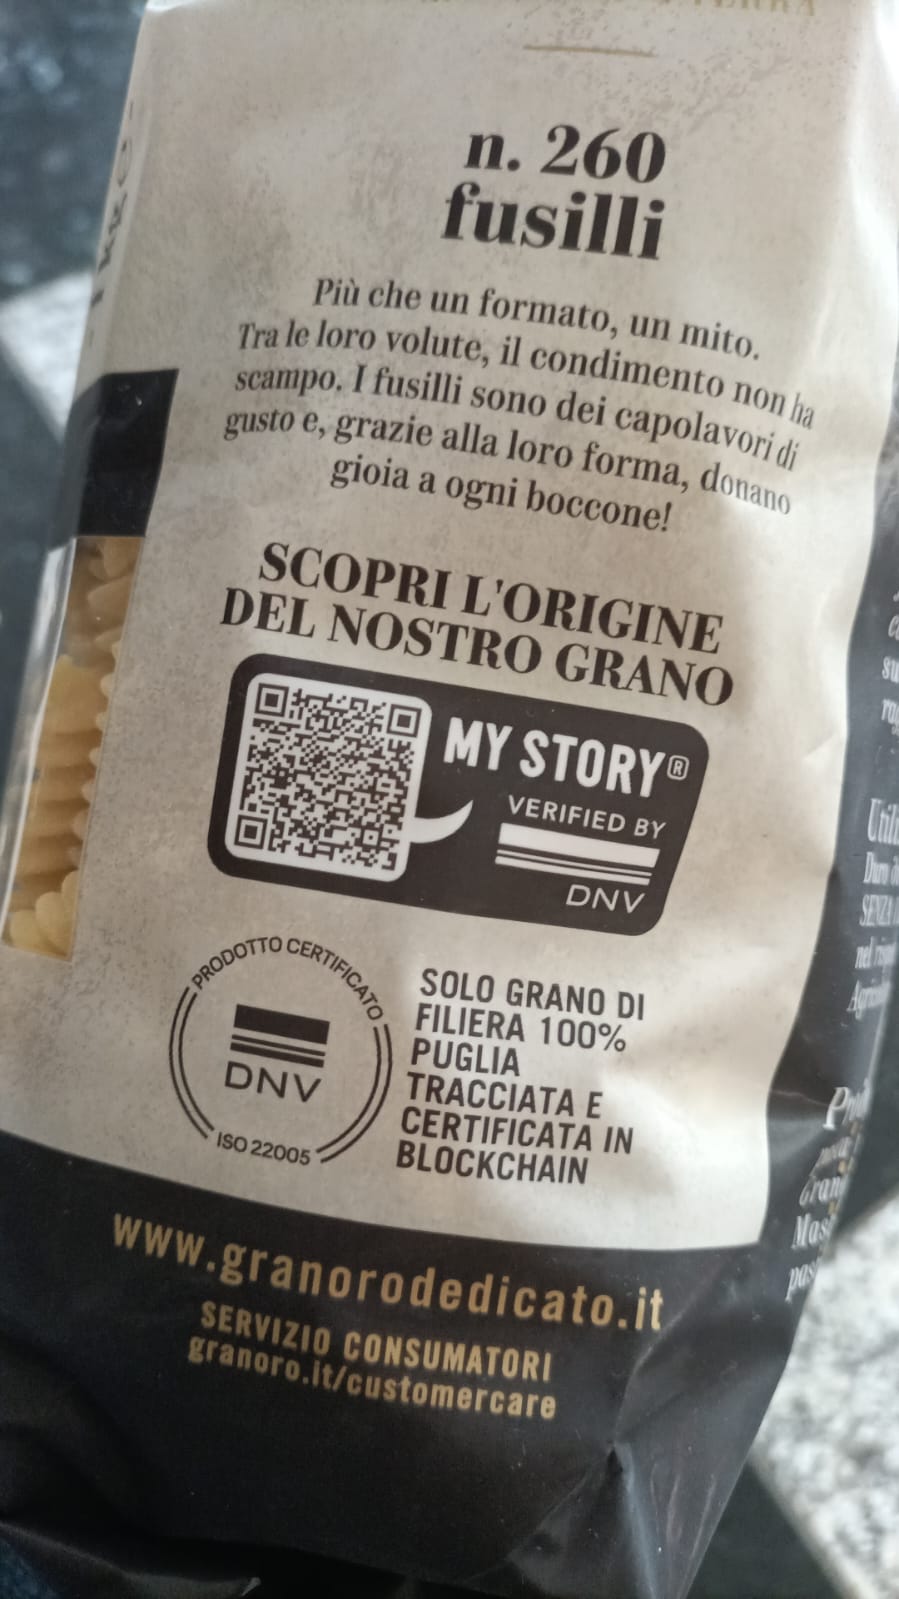 n. 260
fusilli
Più che un formato, un mito.
Tra le loro volute, il condimento non ha
scampo. I fusilli sono dei capolavori di
gusto e, grazie alla loro forma, donano
gioia a ogni boccone!
SCOPRI L'ORIGINE
DEL NOSTRO GRANO
MY STORY®
VERIFIED BY
DNV
PRODOTTO CERTIFICATO
DNV
ISO 22005
SOLO GRANO DI
FILIERA 100%
PUGLIA
TRACCIATA E
CERTIFICATA IN
BLOCKCHAIN
www.granorodedicato.it
SERVIZIO CONSUMATORI
granoro.it/customercare